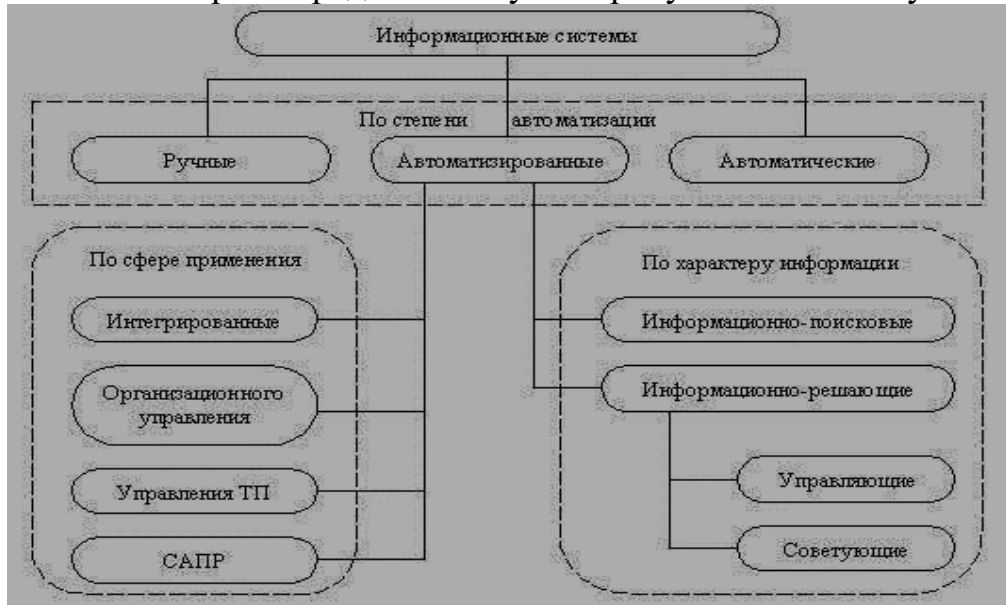 Информационные системы
По степени автоматизации
Ручные
Автоматизированные
Автоматические
По сфере применения
Интегрированные
Организационного
управления
Управления ТП
САПР
По характеру информации
Информационно-поисковые
Информационно-решающие
Управляющие
Советующие